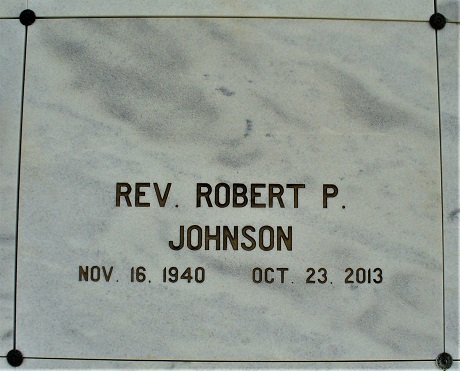 REV. ROBERT P.
JOHNSON
NOV. 16, 1940 OCT. 23, 2013